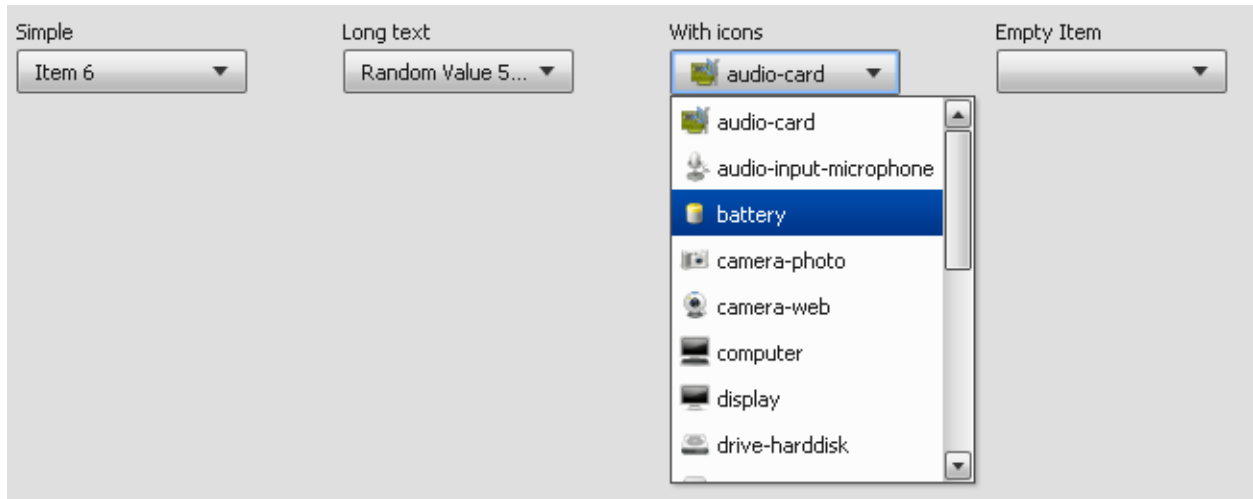 Simple
Long text
With icons
Empty Item
Item 6
Random Value 5...
audio-card
audio-card
audio-input-microphone
battery
camera-photo
camera-web
computer
display
drive-harddisk